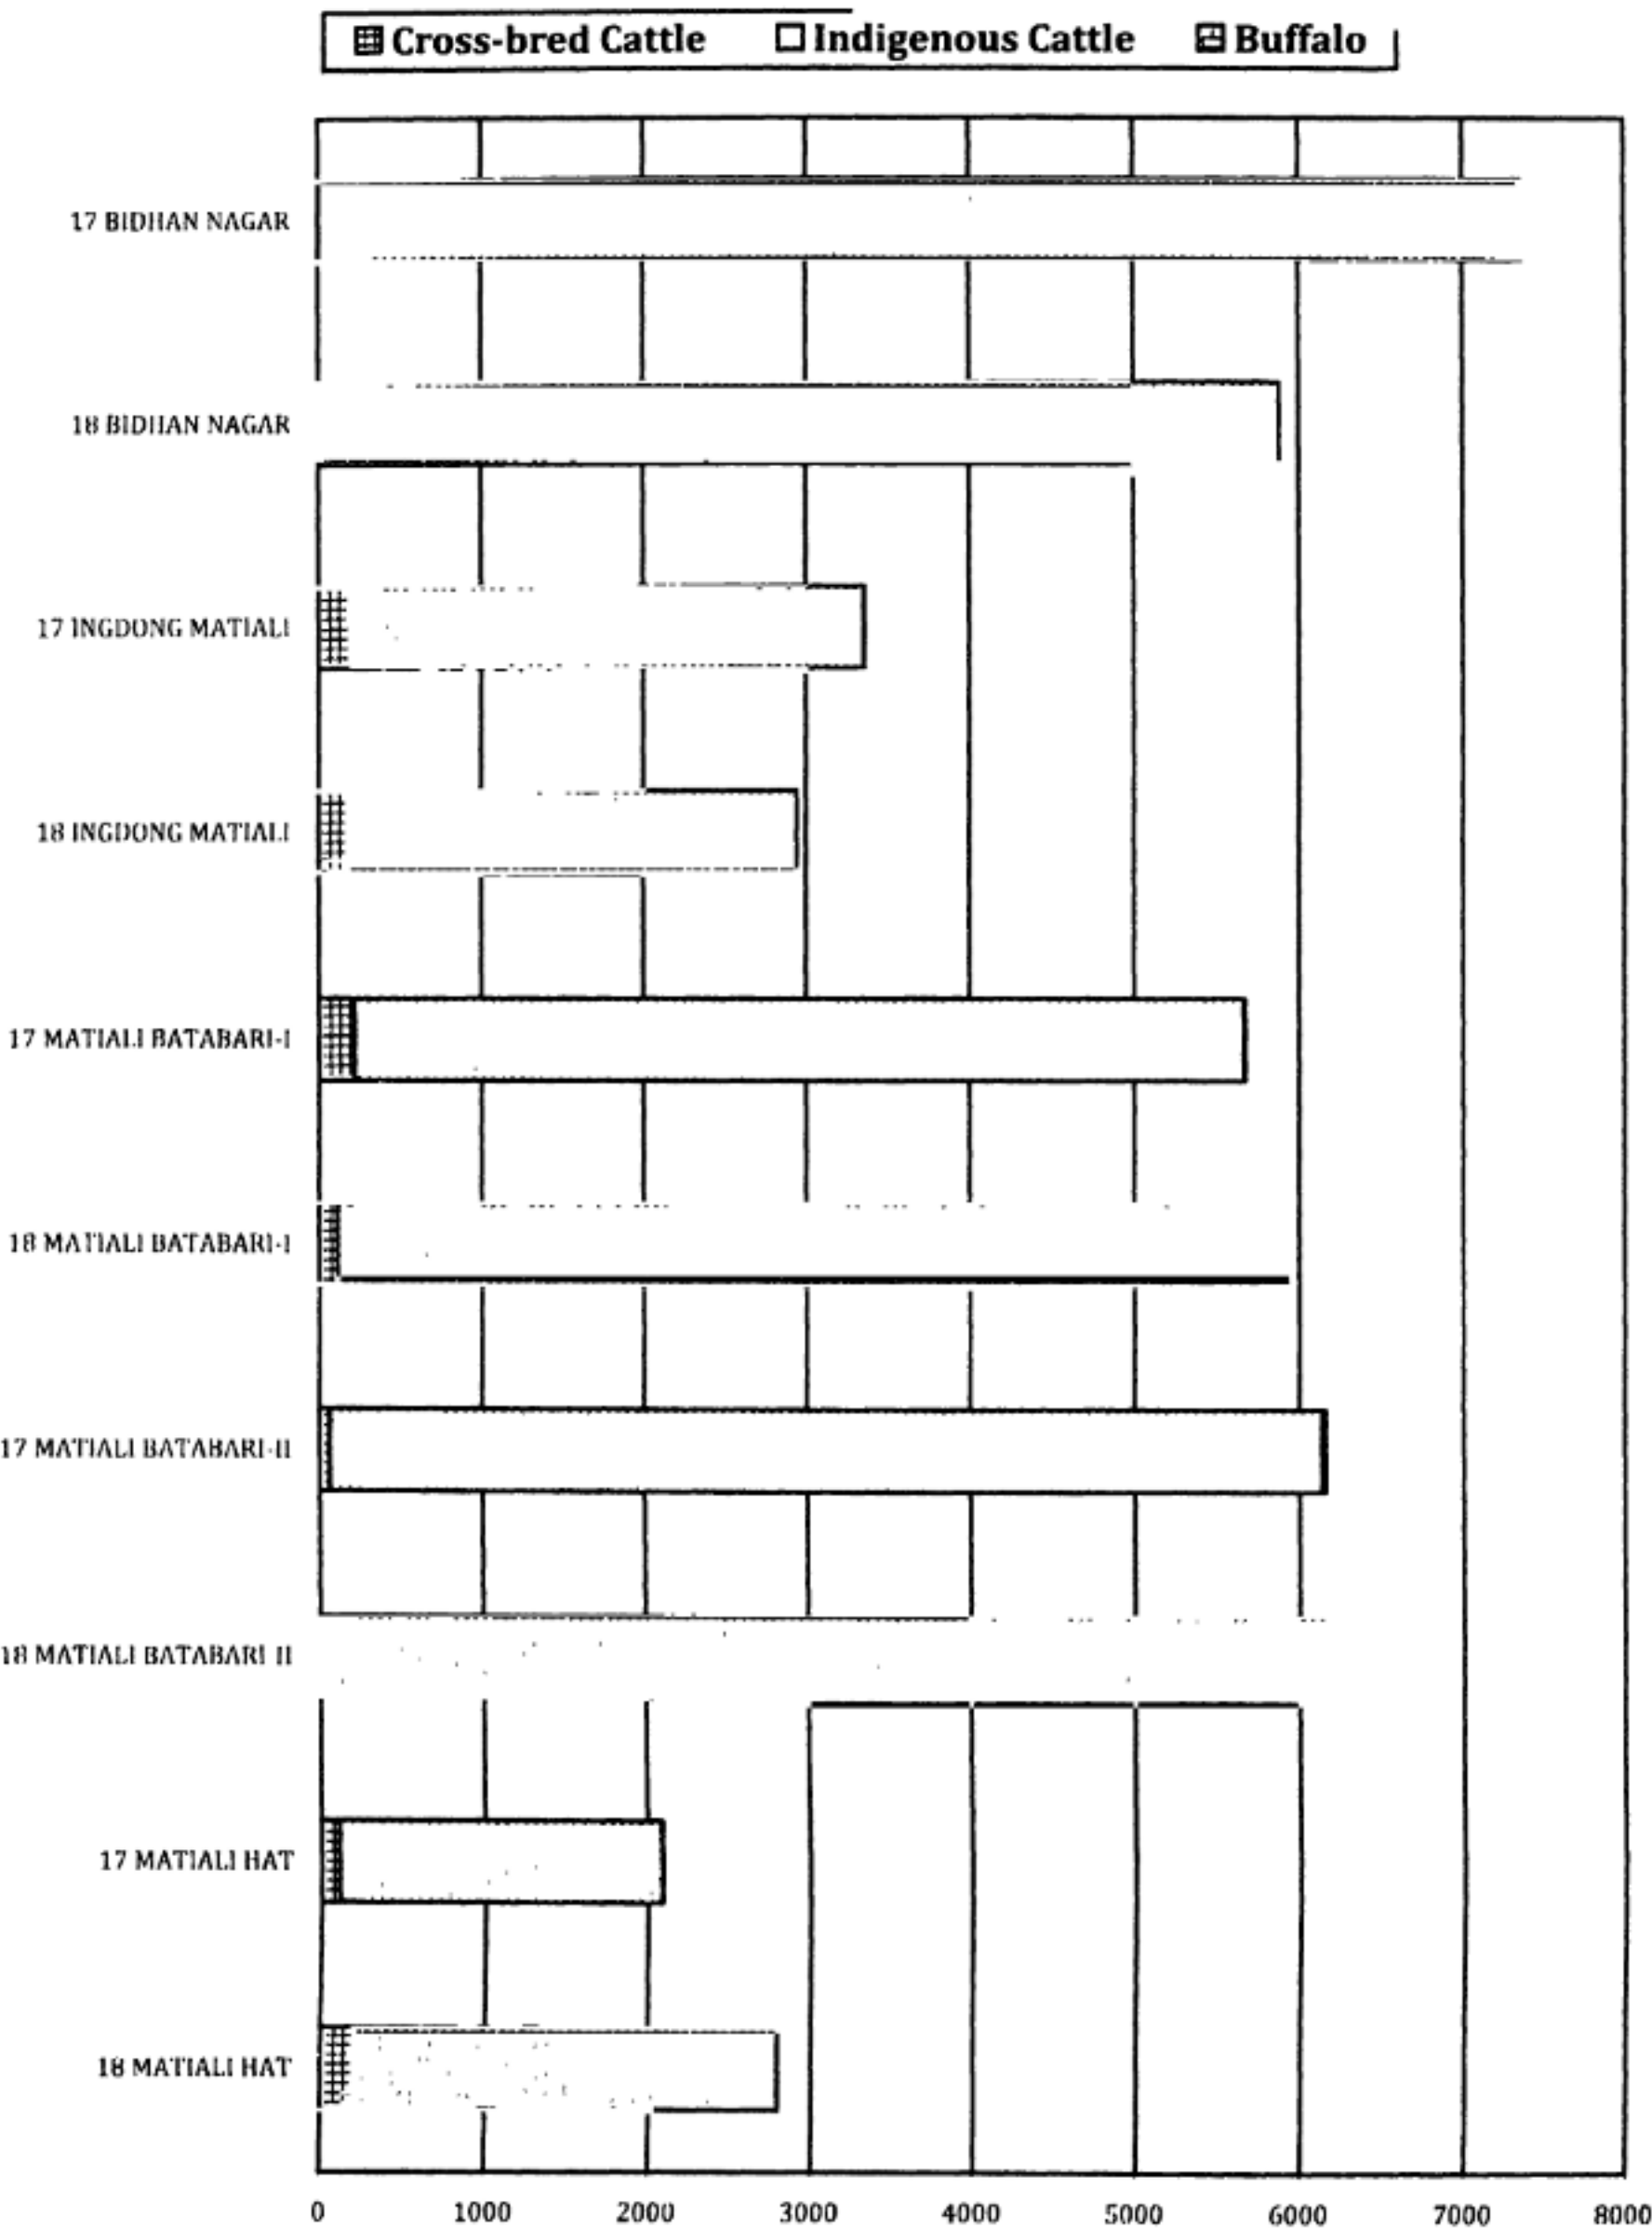 Cross-bred Cattle Indigenous Cattle Buffalo
17 BIDHAN NAGAR
18 BIDHAN NAGAR
17 INGDONG MATIALI
18 INGDONG MATIALI
17 MATIALI BATABARI-I
18 MATIALI BATABARI-I
17 MATIALI BATABARI-II
18 MATIALI BATABARI II
17 MATIALI HAT
18 MATIALI HAT
0 1000 2000 3000 4000 5000 6000 7000 8000